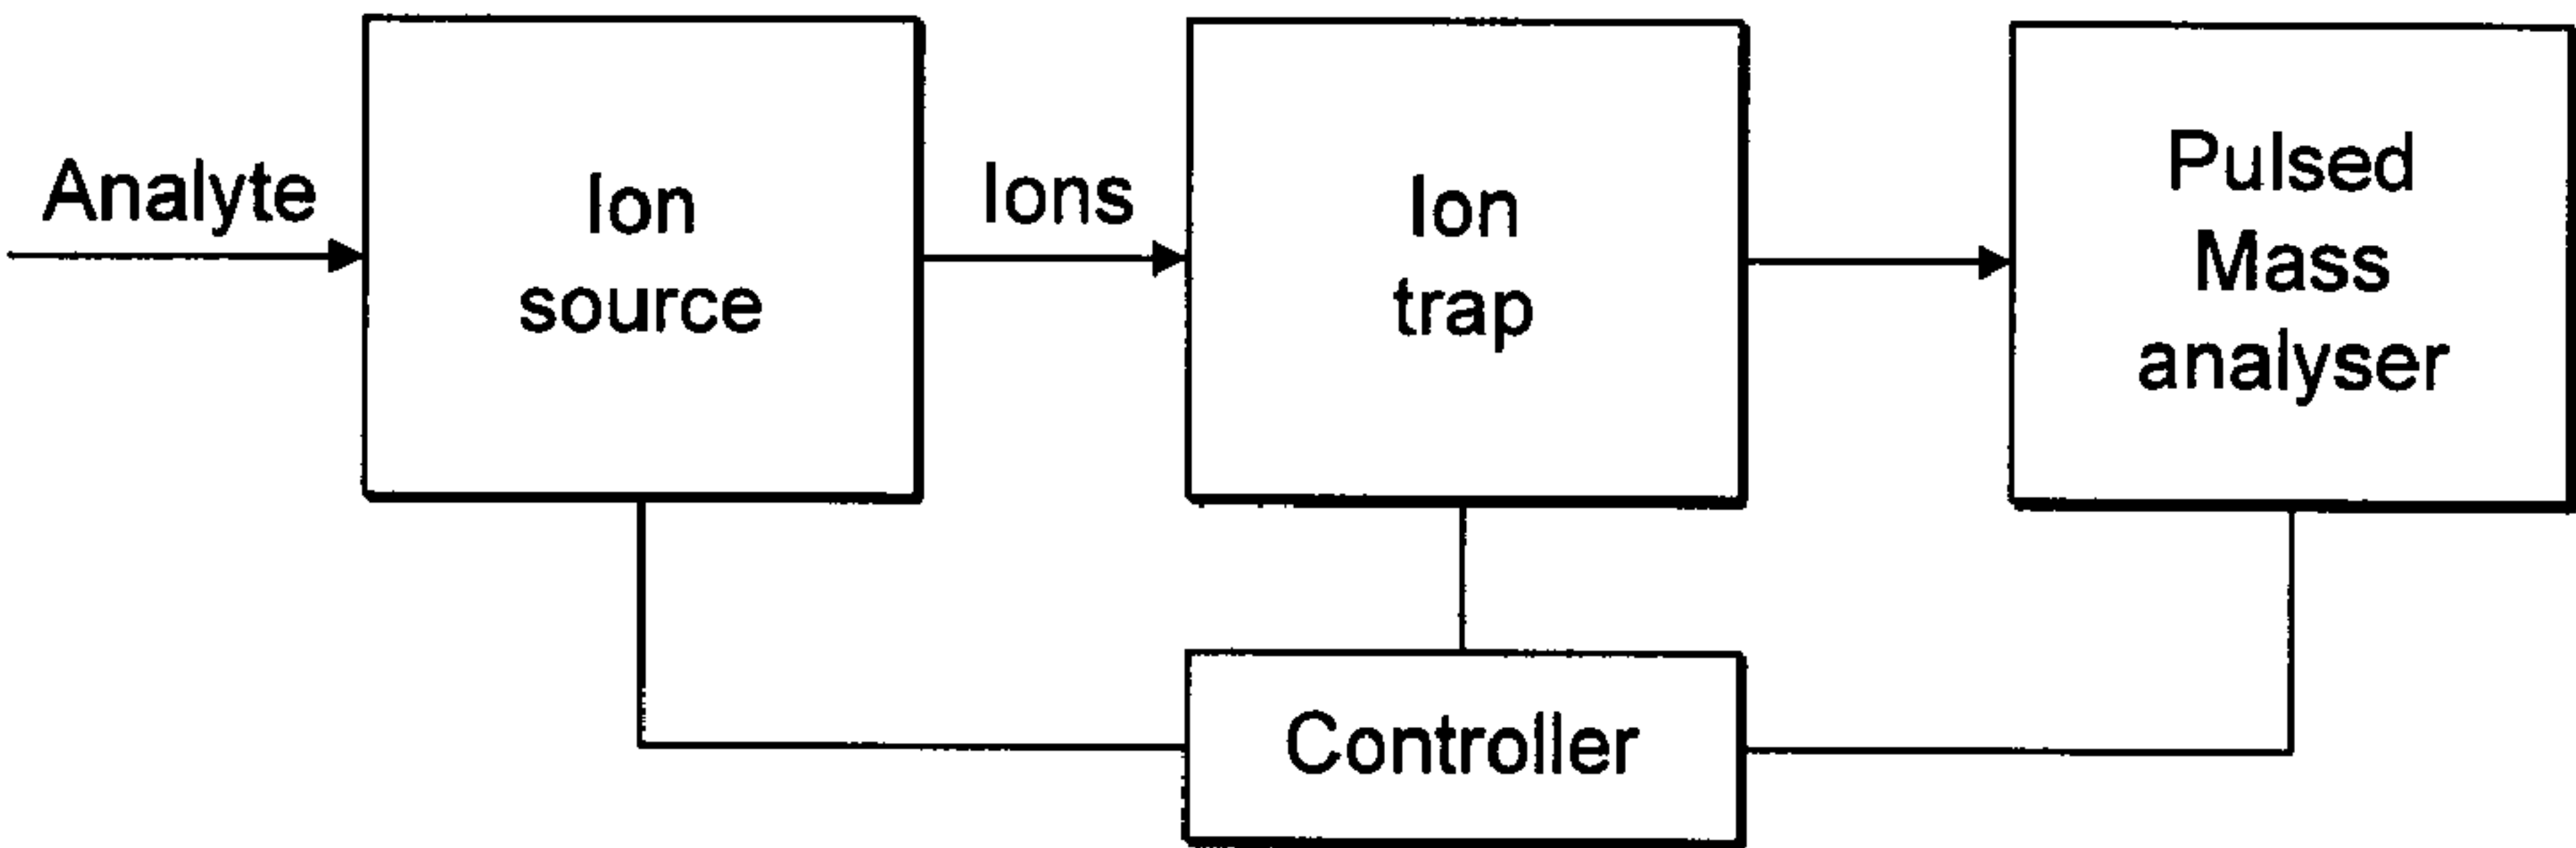 Analyte
Ion
source
Ions
Ion
trap
Pulsed
Mass
analyser
Controller